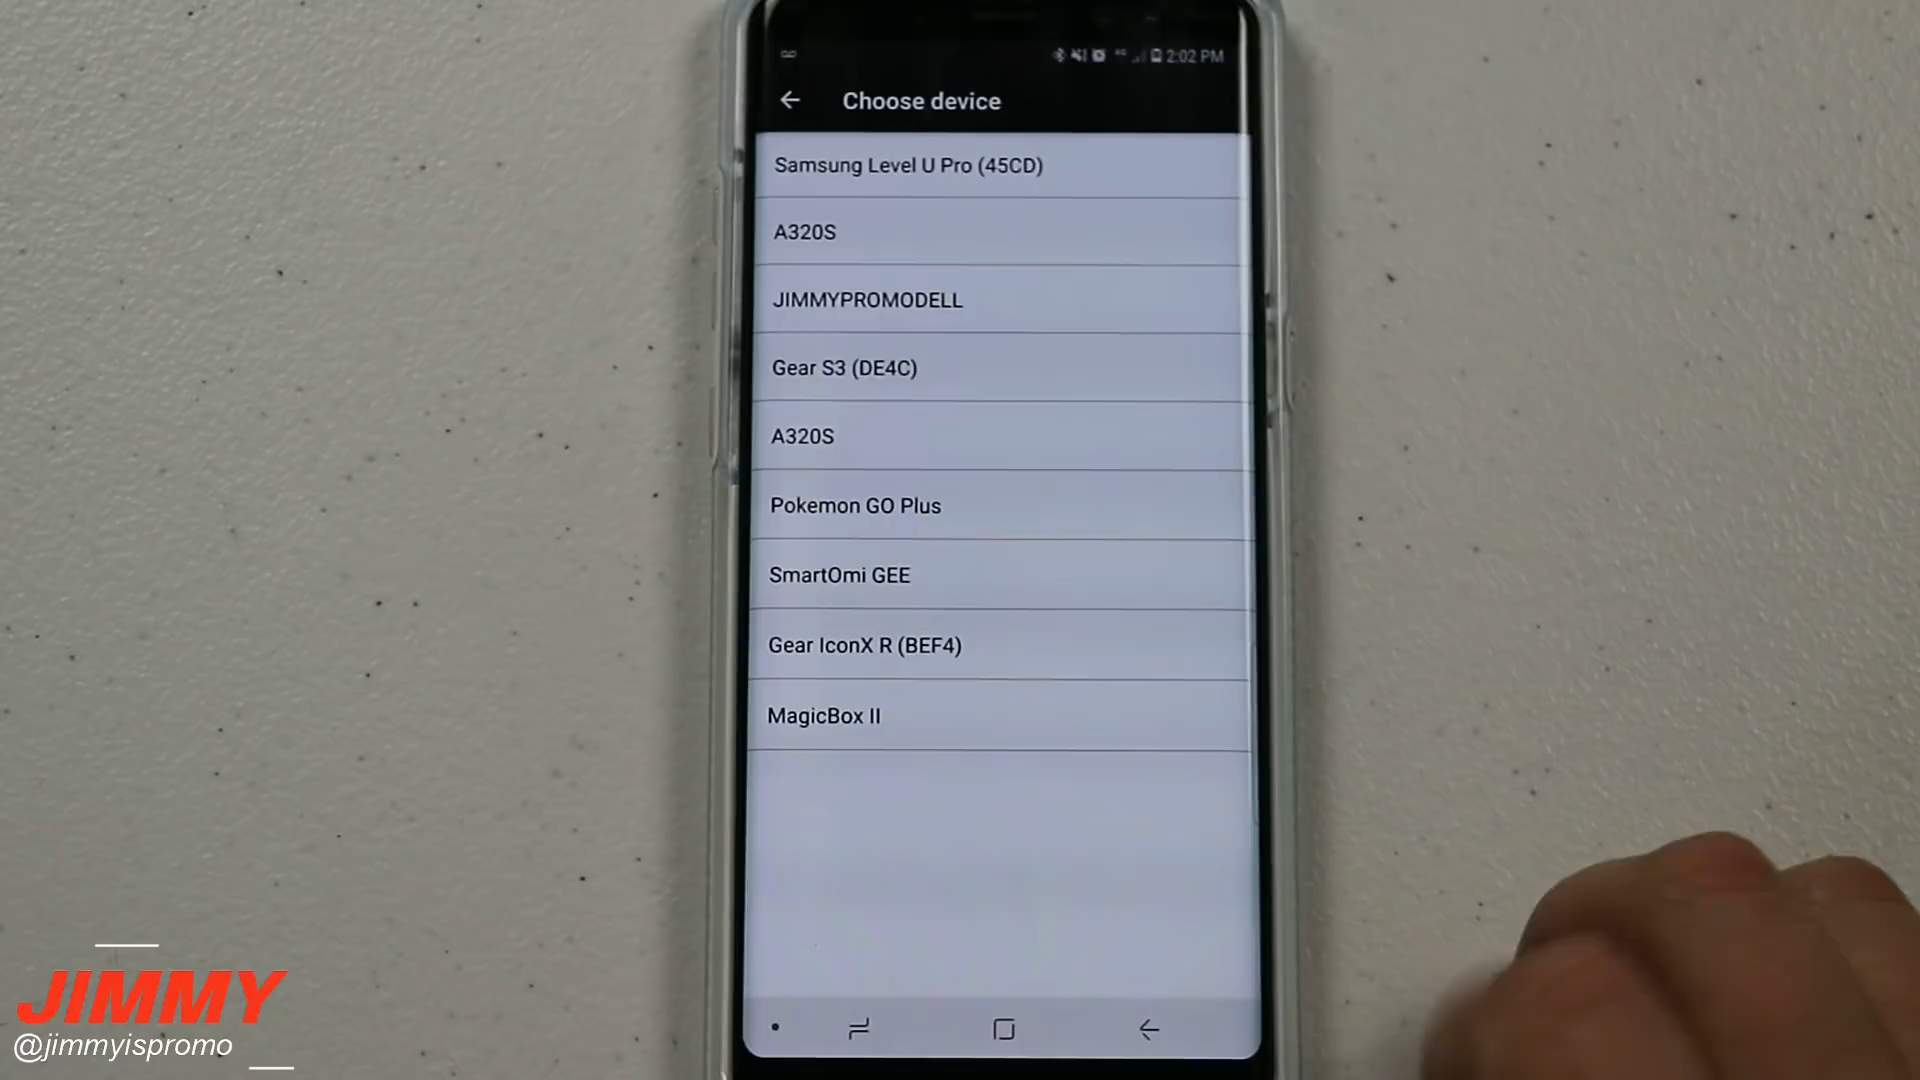 2:02 PM
Choose device
Samsung Level U Pro (45CD)
A320S
JIMMYPROMODELL
Gear S3 (DE4C)
A320S
Pokemon GO Plus
SmartOmi GEE
Gear IconX R (BEF4)
MagicBox II
JIMMY
@jimmyispromo